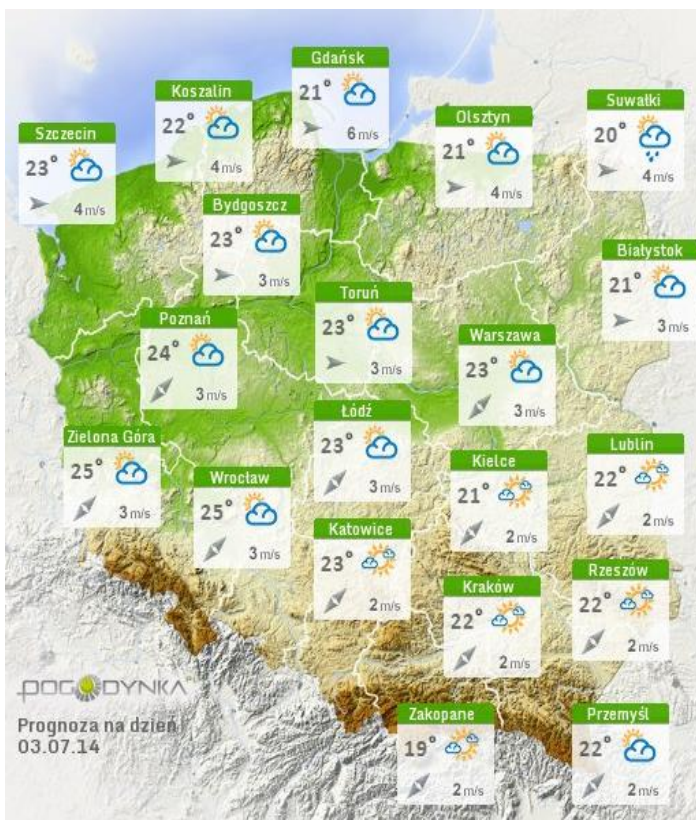 Gdańsk
21°
6 m/s
Koszalin
22°
4 m/s
Szczecin
23°
4 m/s
Olsztyn
21°
4 m/s
Suwałki
20°
4 m/s
Bydgoszcz
23°
3 m/s
Białystok
21°
3 m/s
Toruń
23°
3 m/s
Poznań
24°
3 m/s
Warszawa
23°
3 m/s
Łódź
23°
3 m/s
Zielona Góra
25°
3 m/s
Wrocław
25°
3 m/s
Kielce
21°
2 m/s
Lublin
22°
2 m/s
Katowice
23°
2 m/s
Kraków
22°
2 m/s
Rzeszów
22°
2 m/s
POGODYNKA
Prognoza na dzień
03.07.14
Zakopane
19°
2 m/s
Przemyśl
22°
2 m/s